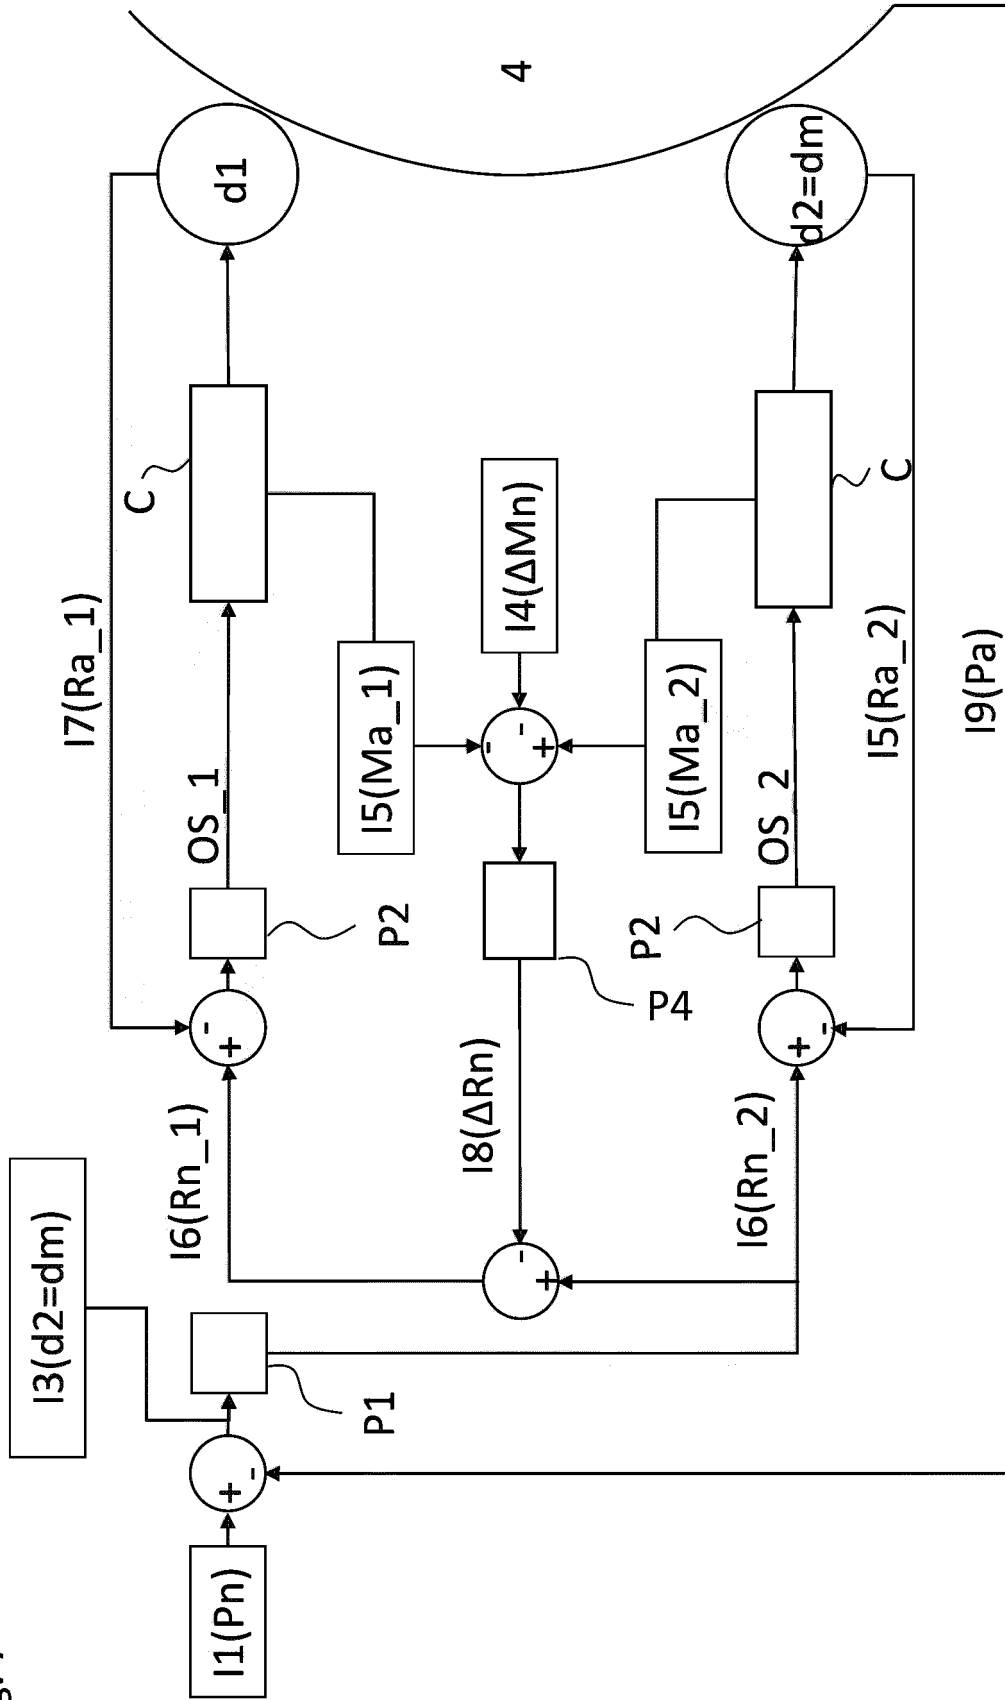 I3(d2=dm)
I1(Pn)
P1
I6(Rn_1)
I7(Ra_1)
P2
OS_1
C
d1
I8(ΔRn)
P4
I5(Ma_1)
I4(ΔMn)
I5(Ma_2)
4
I6(Rn_2)
P2
OS_2
C
d2=dm
I5(Ra_2)
I9(Pa)
+
-
+
-
+
-
+
-
-
-
+